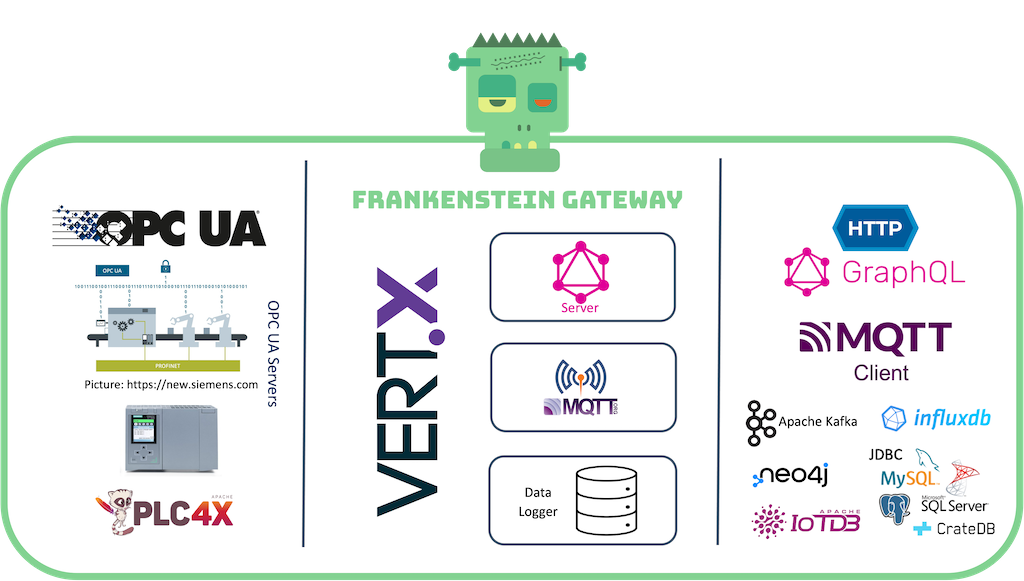 FRANKENSTEIN GATEWAY
OPC UA
OPC UA
PROFINET
Picture: https://new.siemens.com
OPC UA Servers
APACHE
PLC4X
VERT.X
Server
MQTT
Data
Logger
HTTP
GraphQL
MQTT
Client
Apache Kafka
influxdb
neo4j
JDBC
MySQL
Microsoft
SQL Server
APACHE
IoTDB
CrateDB